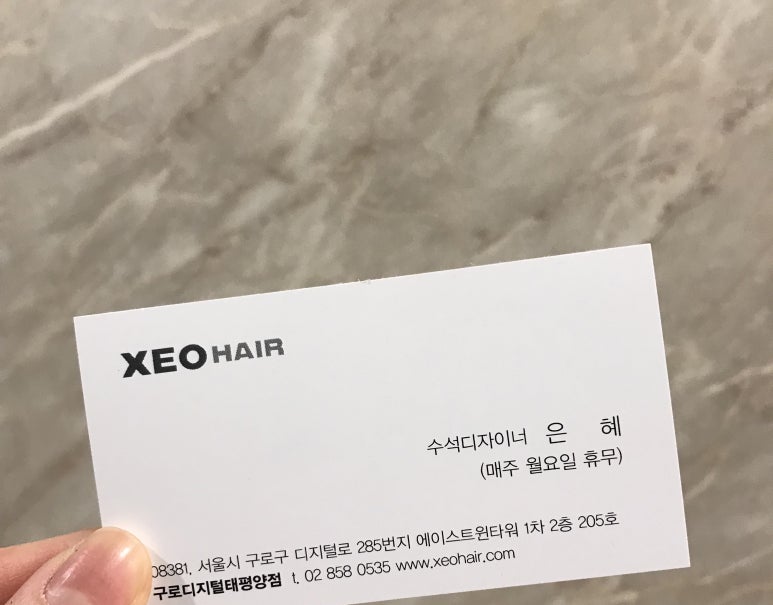 XEO HAIR
수석디자이너 은 혜
(매주 월요일 휴무)
08381, 서울시 구로구 디지털로 285번지 에이스트윈타워 1차 2층 205호
구로디지털태평양점 t. 02 858 0535 www.xeohair.com